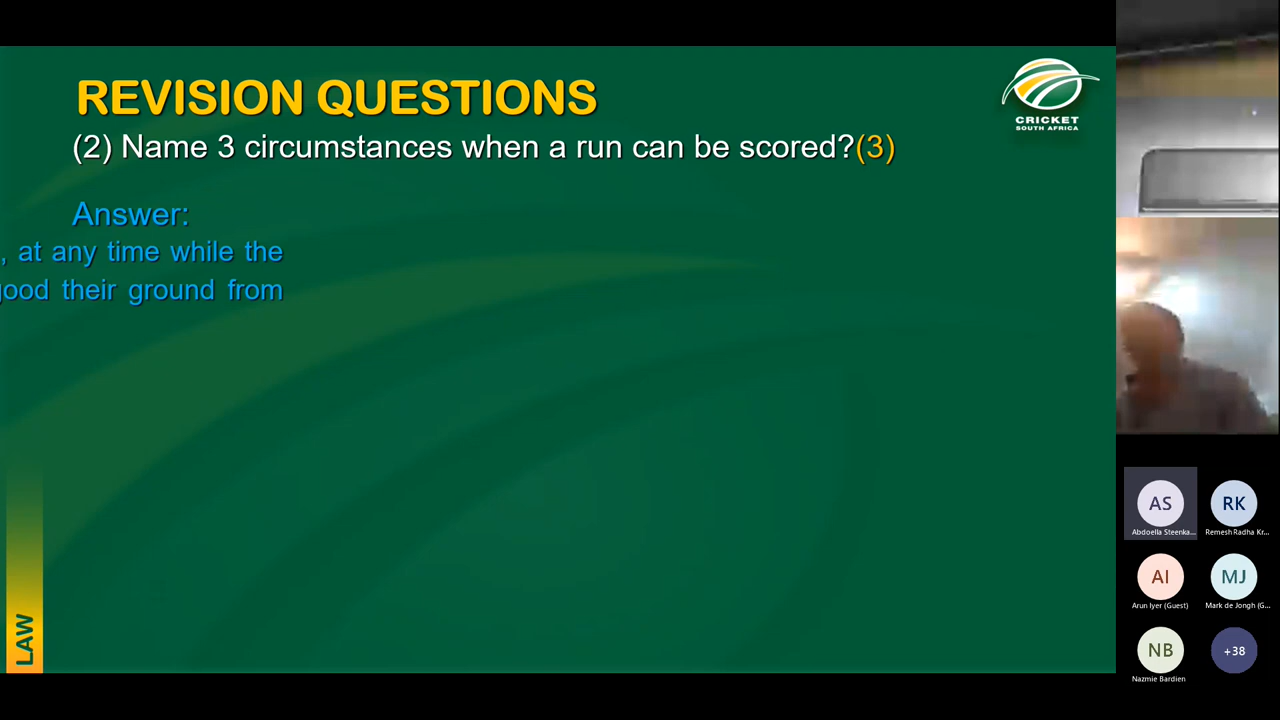 REVISION QUESTIONS
(2) Name 3 circumstances when a run can be scored?(3)
Answer:
, at any time while the
good their ground from
CRICKET
SOUTH AFRICA
LAW
AS
Abdoella Steenka...
RK
Remesh Radha Kr...
AI
Arun Iyer (Guest)
MJ
Mark de Jongh (G...
NB
Nazmie Bardien
+38